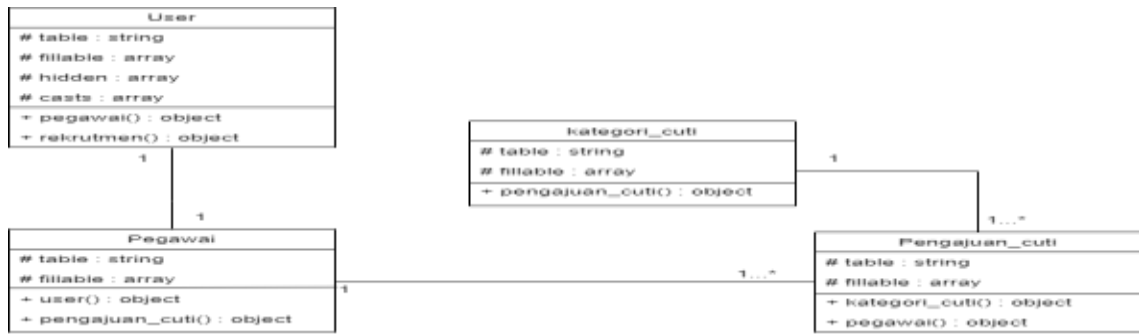 User
# table : string
# fillable : array
# hidden : array
# casts : array
+ pegawai() : object
+ rekrutmen() : object
1
1
kategori_cuti
# table : string
# fillable : array
+ pengajuan_cuti() : object
1
1...*
Pegawai
# table : string
# fillable : array
+ user() : object
+ pengajuan_cuti() : object
1
1...*
Pengajuan_cuti
# table : string
# fillable : array
+ kategori_cuti() : object
+ pegawai() : object